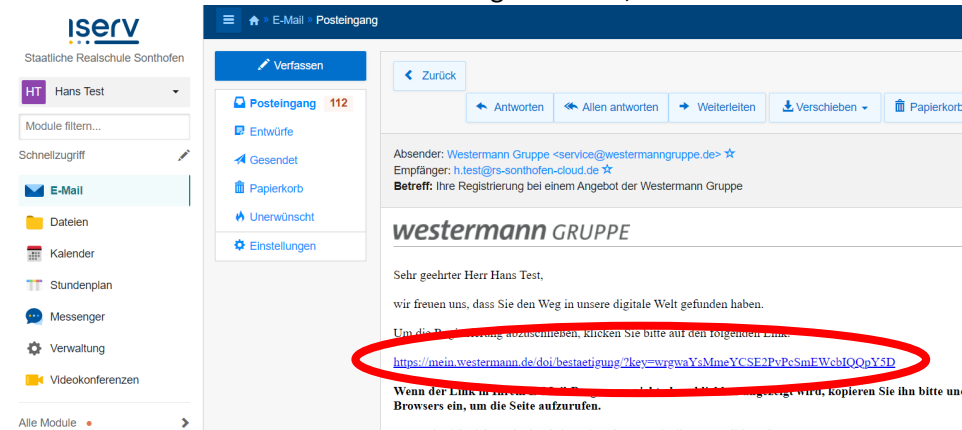 IServ
Staatliche Realschule Sonthofen
HT Hans Test
Module filtern...
Schnellzugriff
E-Mail
Dateien
Kalender
Stundenplan
Messenger
Verwaltung
Videokonferenzen
Alle Module
E-Mail » Posteingang
Verfassen
Posteingang 112
Entwürfe
Gesendet
Papierkorb
Unerwünscht
Einstellungen
Zurück
Antworten Allen antworten Weiterleiten Verschieben Papierkorb
Absender: Westermann Gruppe <service@westermanngruppe.de>
Empfänger: h.test@rs-sonthofen-cloud.de
Betreff: Ihre Registrierung bei einem Angebot der Westermann Gruppe
westermann GRUPPE
Sehr geehrter Herr Hans Test,
wir freuen uns, dass Sie den Weg in unsere digitale Welt gefunden haben.
Um die Registrierung abzuschließen, klicken Sie bitte auf den folgenden Link:
https://mein.westermann.de/doi/bestaetigung/?key=wrgwaYsMmeYCSE2PvPcSmEWcbIQQpY5D
Wenn der Link in Ihrem wird, kopieren Sie ihn bitte und
Browsers ein, um die Seite aufzurufen.